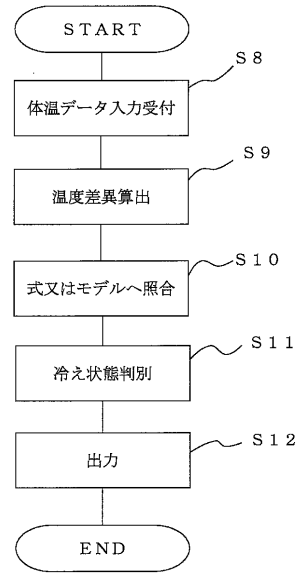 ＳＴＡＲＴ
Ｓ８
体温データ入力受付
Ｓ９
温度差異算出
Ｓ１０
式又はモデルへ照合
Ｓ１１
冷え状態判別
Ｓ１２
出力
ＥＮＤ